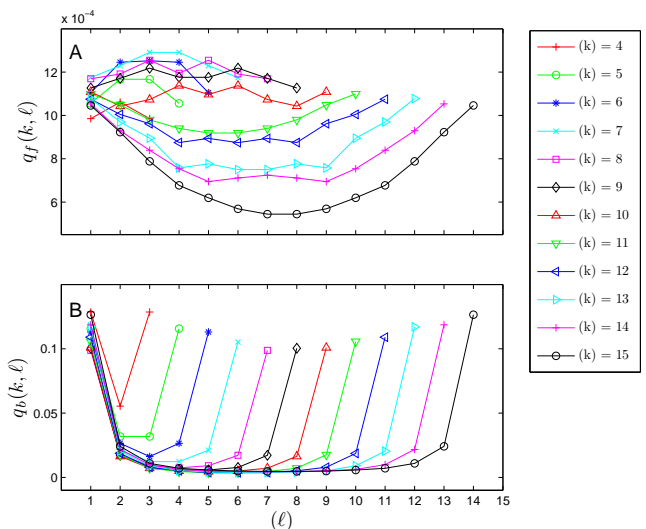 x 10⁻⁴
A
12
10
8
6
q_f(k, ℓ)
(k) = 4
(k) = 5
(k) = 6
(k) = 7
(k) = 8
(k) = 9
(k) = 10
(k) = 11
(k) = 12
(k) = 13
(k) = 14
(k) = 15
B
0.1
0.05
0
q_b(k, ℓ)
1 2 3 4 5 6 7 8 9 10 11 12 13 14 15
(ℓ)